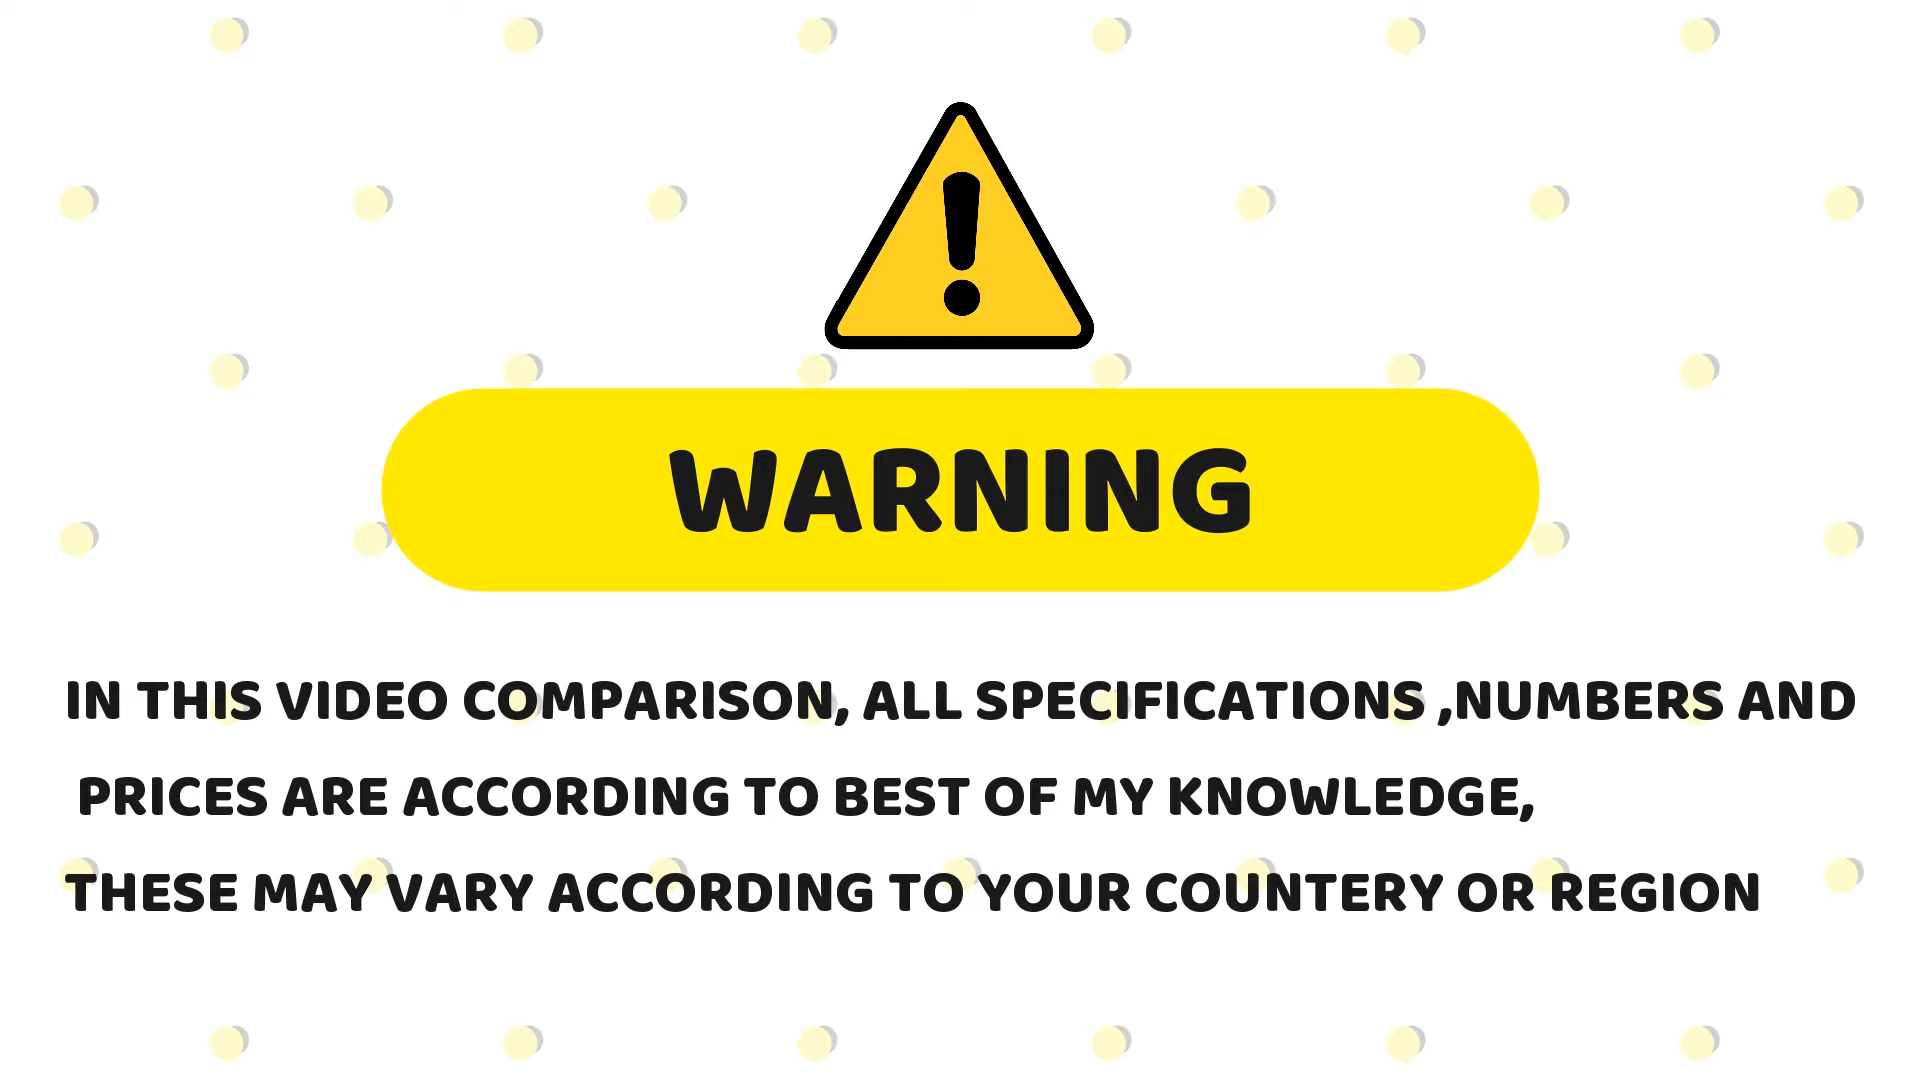 WARNING
IN THIS VIDEO COMPARISON, ALL SPECIFICATIONS ,NUMBERS AND
PRICES ARE ACCORDING TO BEST OF MY KNOWLEDGE,
THESE MAY VARY ACCORDING TO YOUR COUNTERY OR REGION